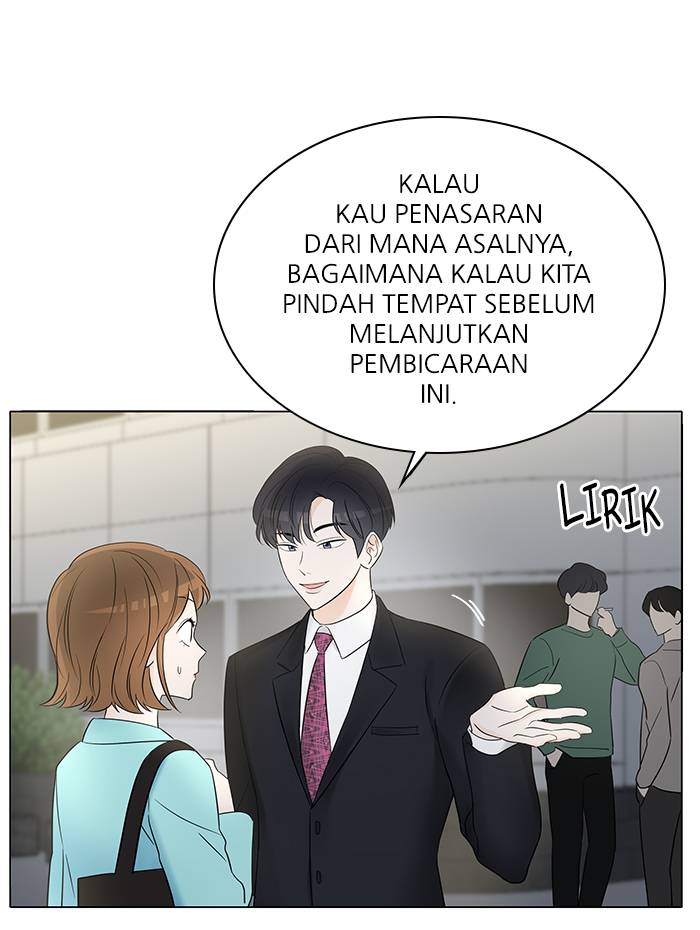 KALAU
KAU PENASARAN
DARI MANA ASALNYA,
BAGAIMANA KALAU KITA
PINDAH TEMPAT SEBELUM
MELANJUTKAN
PEMBICARAAN
INI.
LIRIK